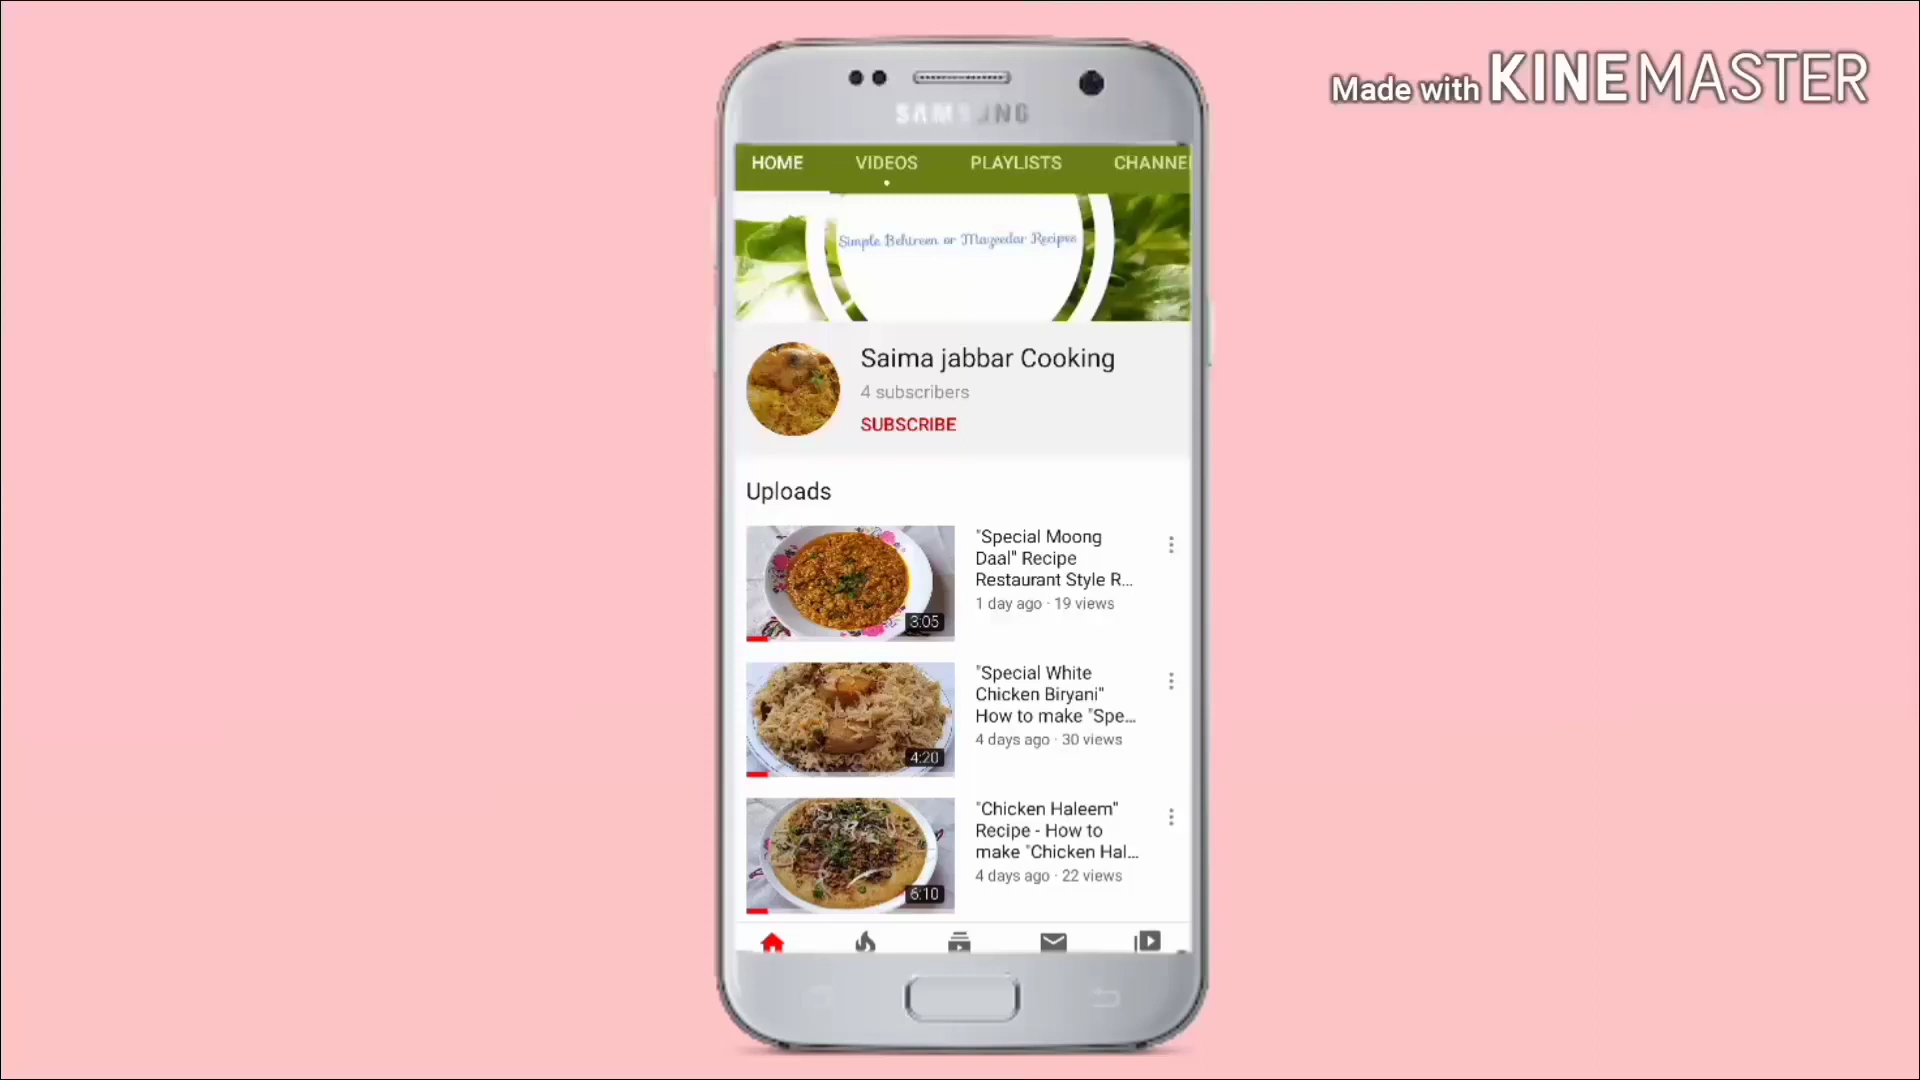 Made with KINEMASTER
SAMSUNG
HOME VIDEOS PLAYLISTS CHANNE
Simple Behtreen or Mazeedar Recipes
Saima jabbar Cooking
4 subscribers
SUBSCRIBE
Uploads
"Special Moong
Daal" Recipe
Restaurant Style R...
1 day ago · 19 views
3:05
"Special White
Chicken Biryani"
How to make "Spe...
4 days ago · 30 views
4:20
"Chicken Haleem"
Recipe - How to
make "Chicken Hal...
4 days ago · 22 views
6:10